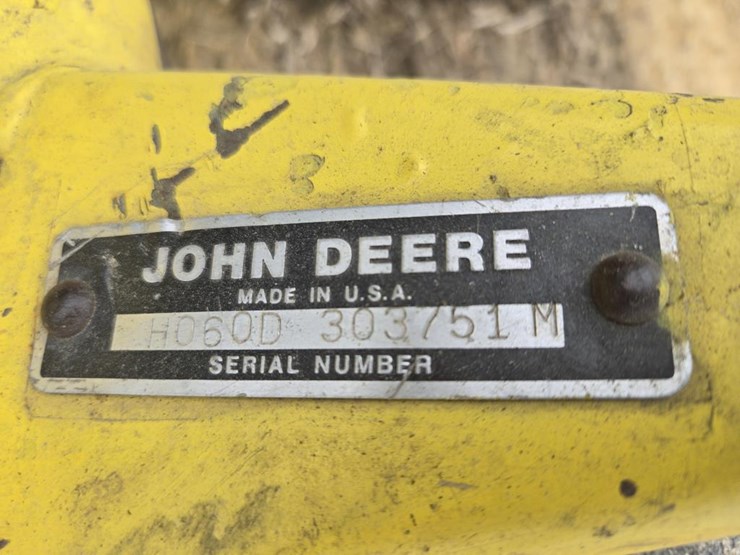 JOHN DEERE
MADE IN U.S.A.
H060D 303751 M
SERIAL NUMBER